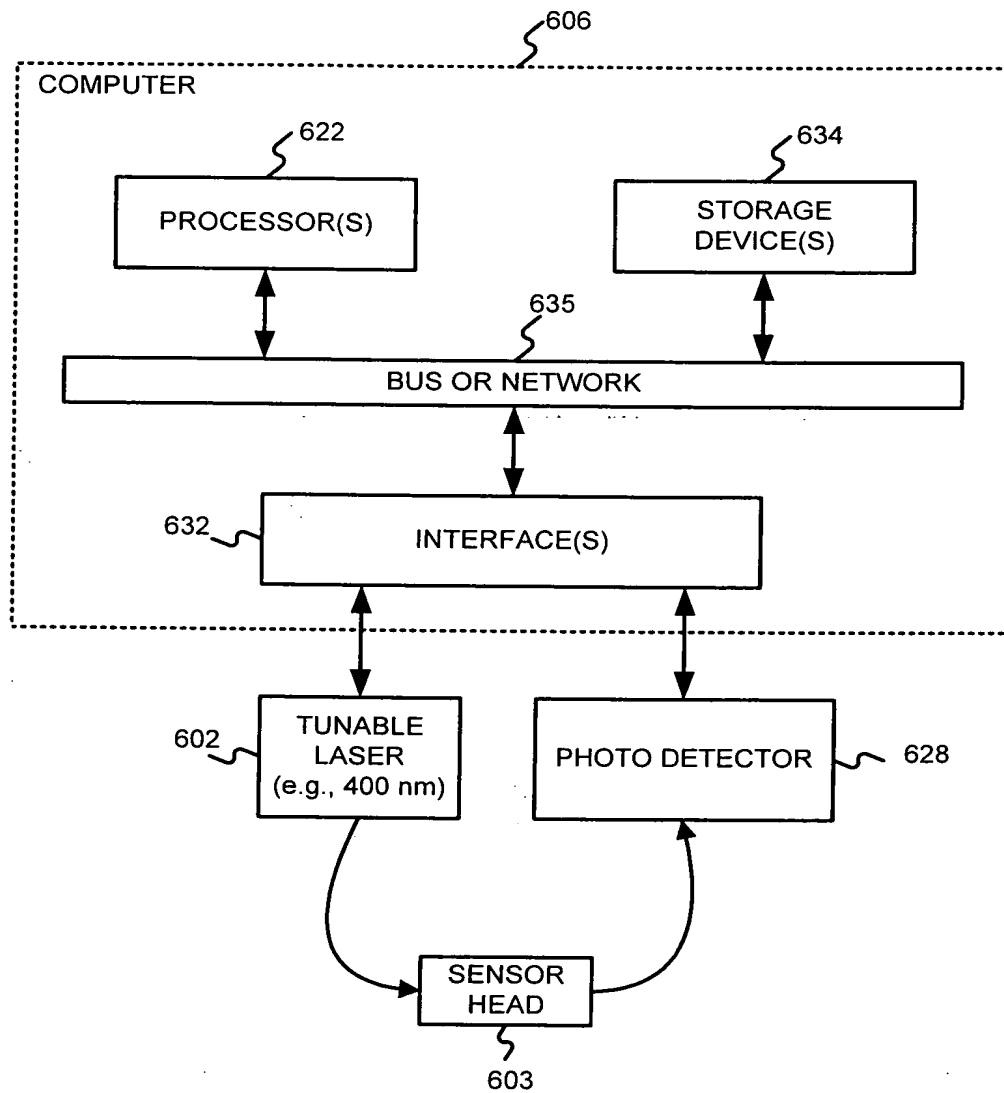 606
COMPUTER
622
634
PROCESSOR(S)
STORAGE
DEVICE(S)
635
BUS OR NETWORK
632
INTERFACE(S)
602
TUNABLE
LASER
(e.g., 400 nm)
PHOTO DETECTOR
628
SENSOR
HEAD
603